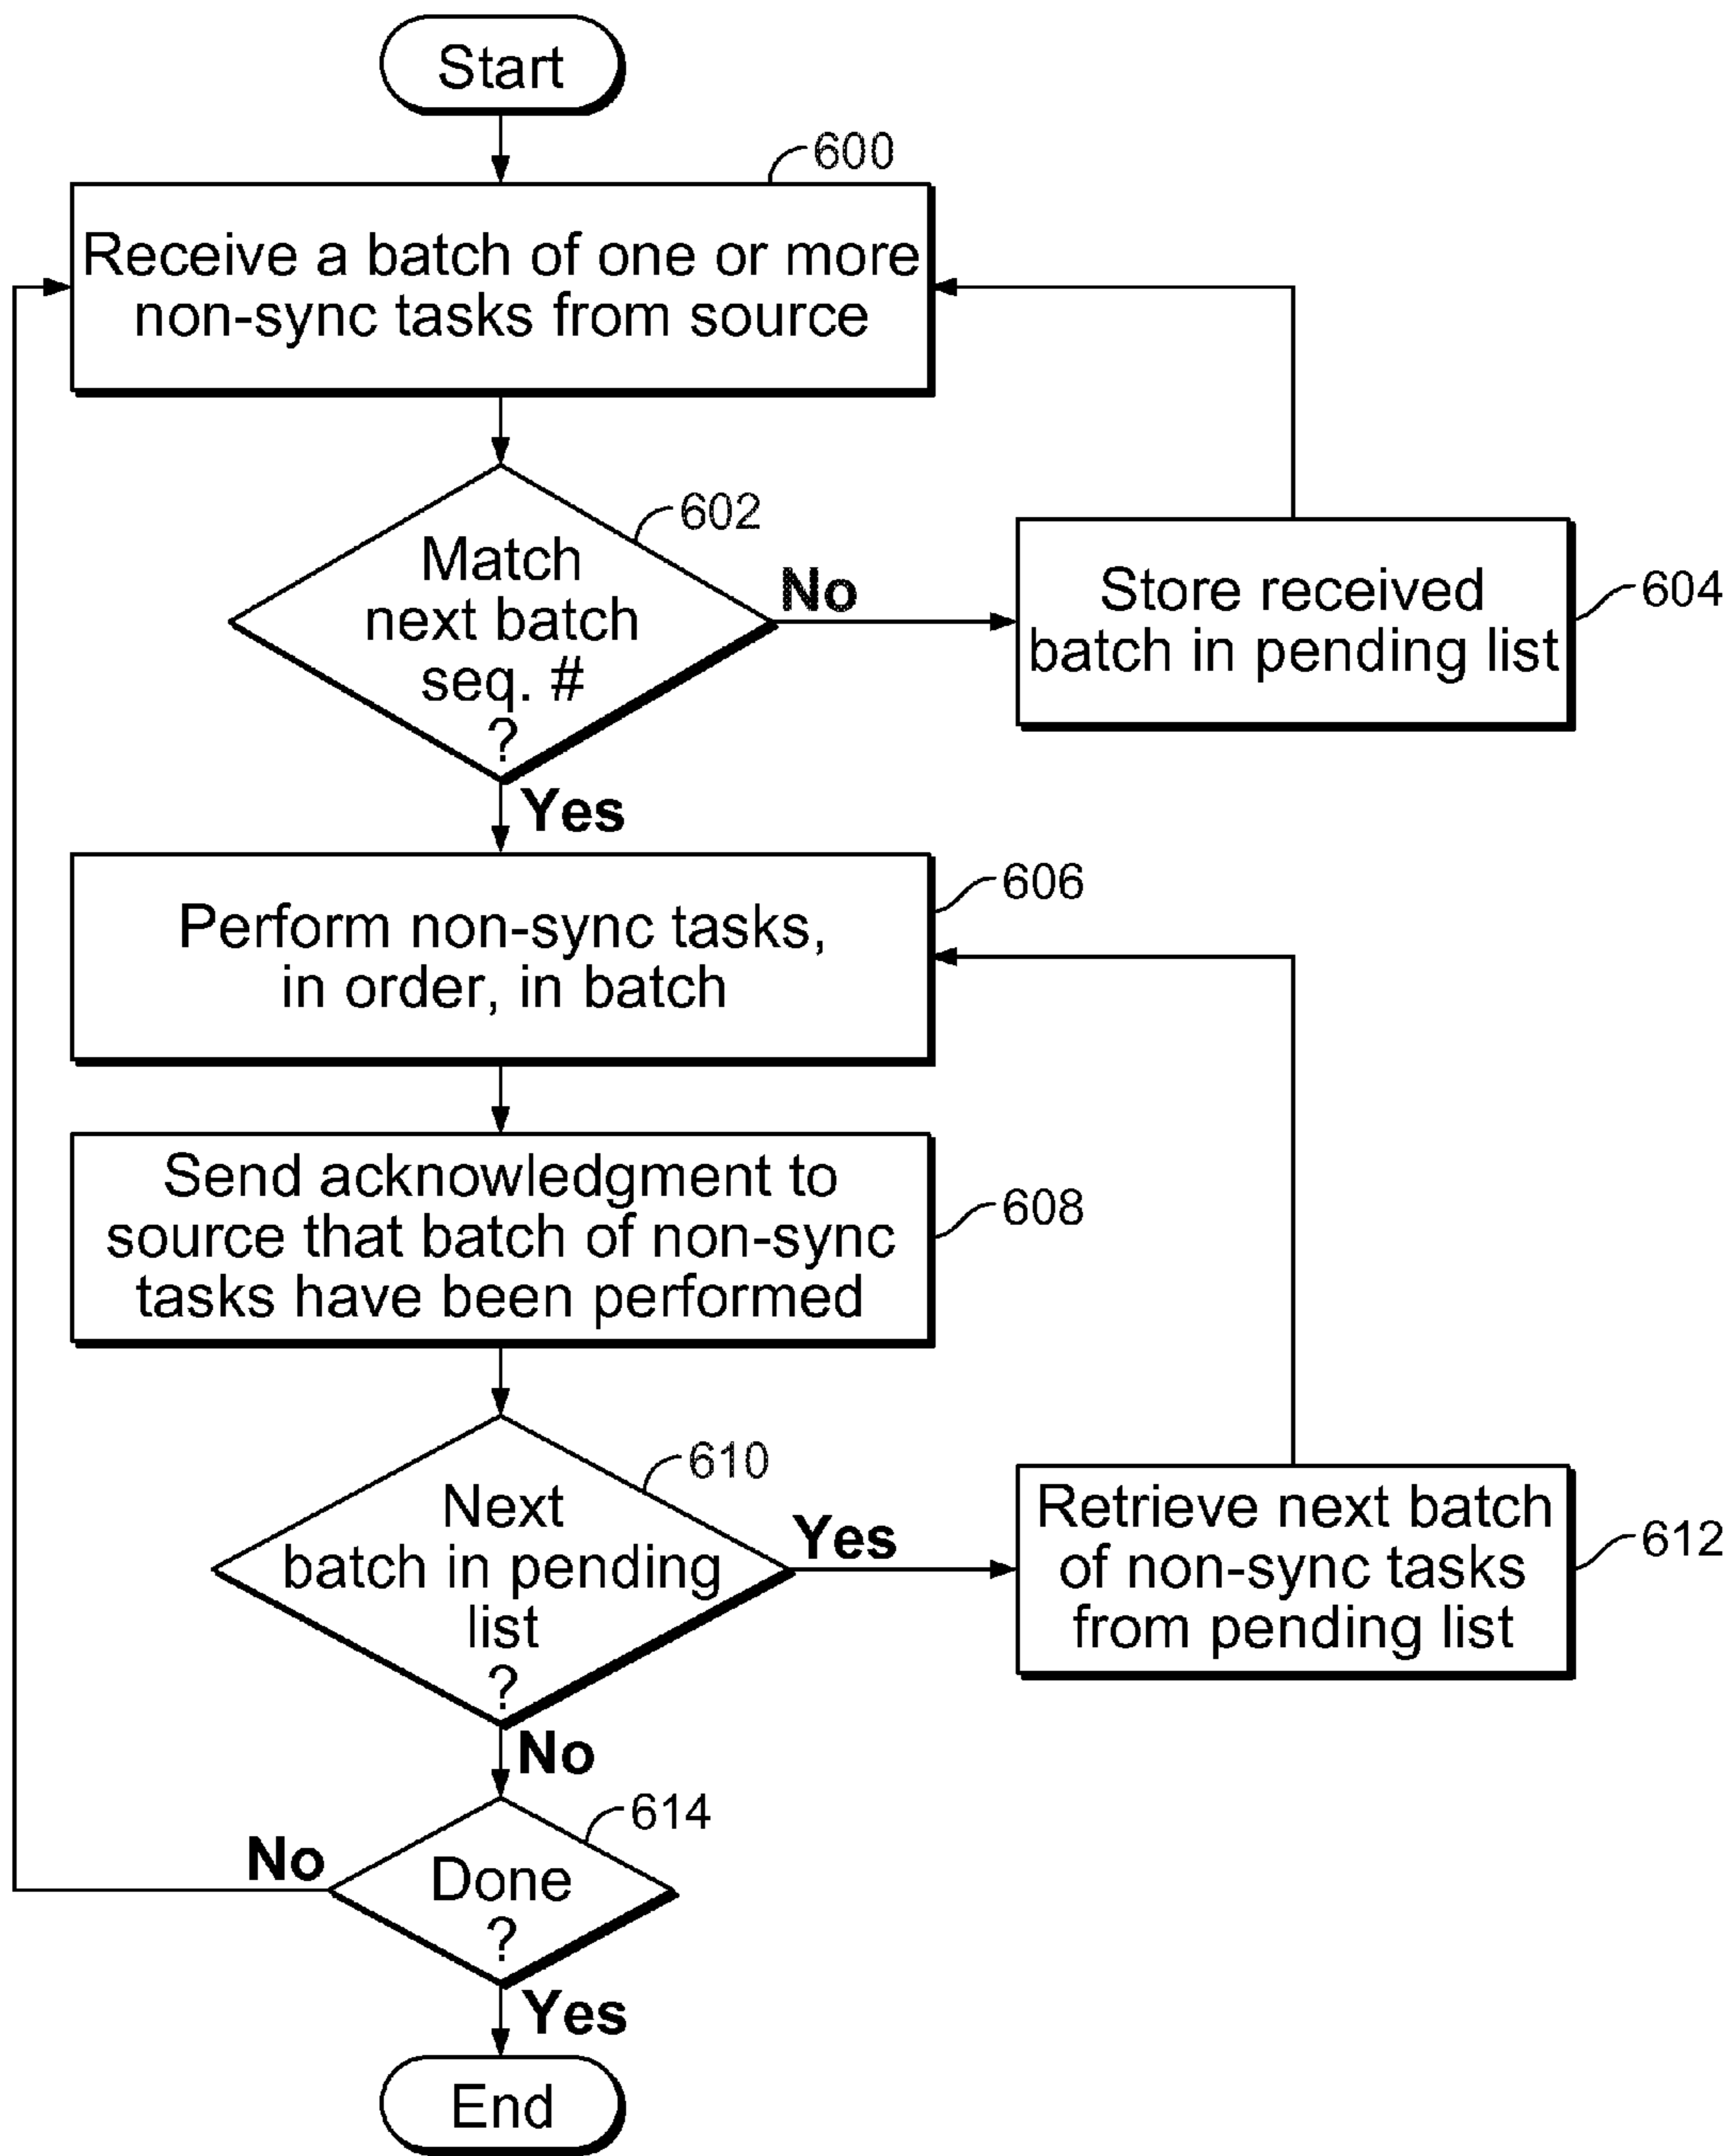 Start
600
Receive a batch of one or more
non-sync tasks from source
602
Match
next batch
seq. #
?
No
Store received
batch in pending list
604
Yes
606
Perform non-sync tasks,
in order, in batch
Send acknowledgment to
source that batch of non-sync
tasks have been performed
608
610
Next
batch in pending
list
?
Yes
Retrieve next batch
of non-sync tasks
from pending list
612
No
614
No
Done
?
Yes
End